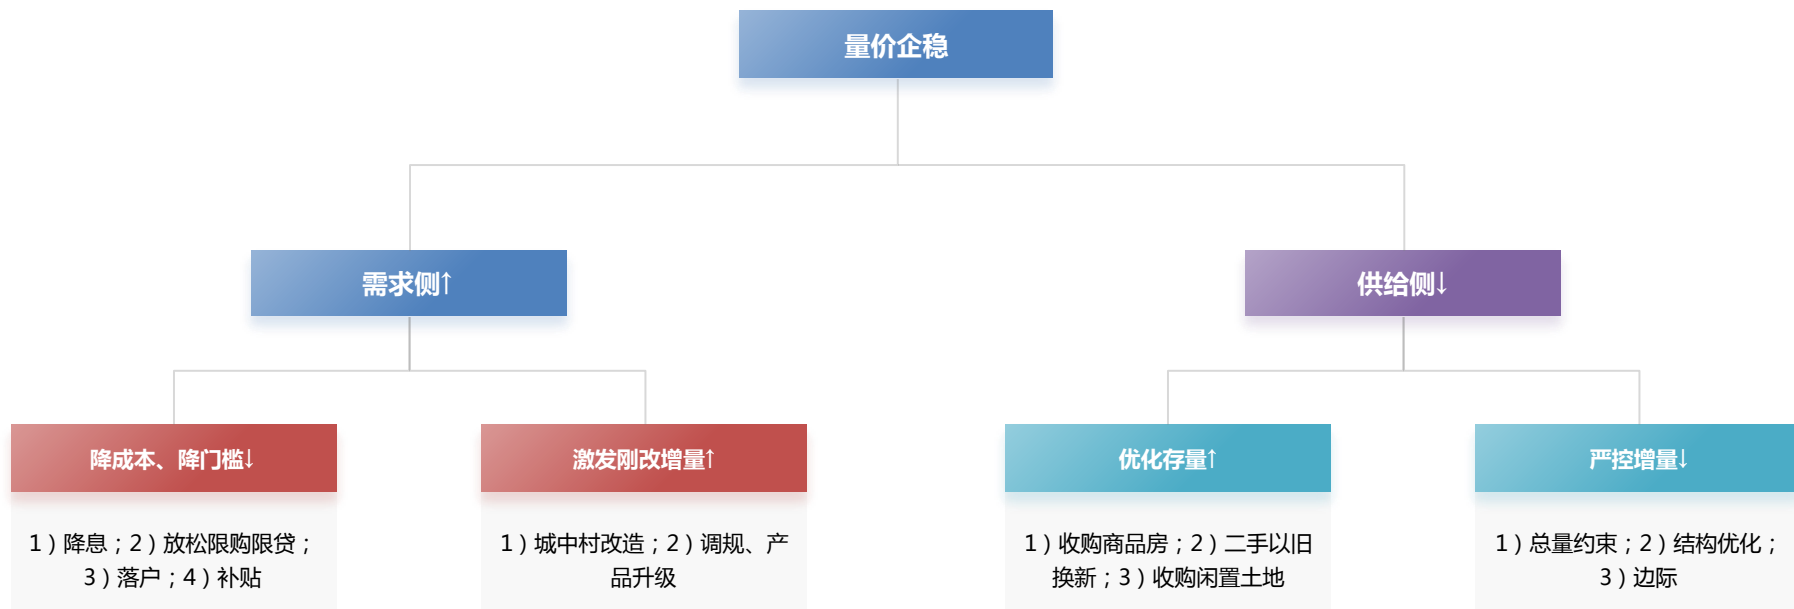 量价企稳
需求侧↑
供给侧↓
降成本、降门槛↓
激发刚改增量↑
优化存量↑
严控增量↓
1）降息；2）放松限购限贷；
3）落户；4）补贴
1）城中村改造；2）调规、产
品升级
1）收购商品房；2）二手以旧
换新；3）收购闲置土地
1）总量约束；2）结构优化；
3）边际